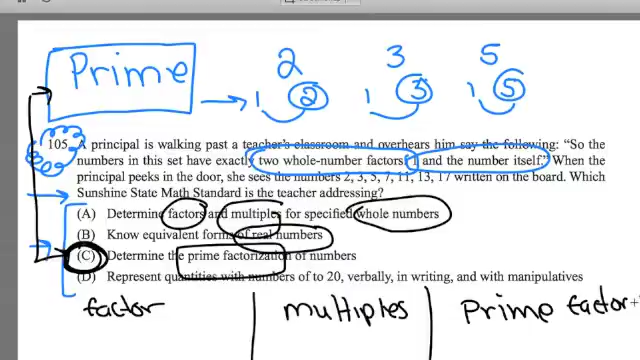 Prime
2 3 5
1 2 1 3 1 5
105. A principal is walking past a teacher's classroom and overhears him say the following: "So the
numbers in this set have exactly two whole-number factors: 1 and the number itself." When the
principal peeks in the door, she sees the numbers 2, 3, 5, 7, 11, 13, 17 written on the board. Which
Sunshine State Math Standard is the teacher addressing?
(A) Determine factors and multiples for specified whole numbers
(B) Know equivalent forms of real numbers
(C) Determine the prime factorization of numbers
(D) Represent quantities with numbers of to 20, verbally, in writing, and with manipulatives
factor multiples Prime factor